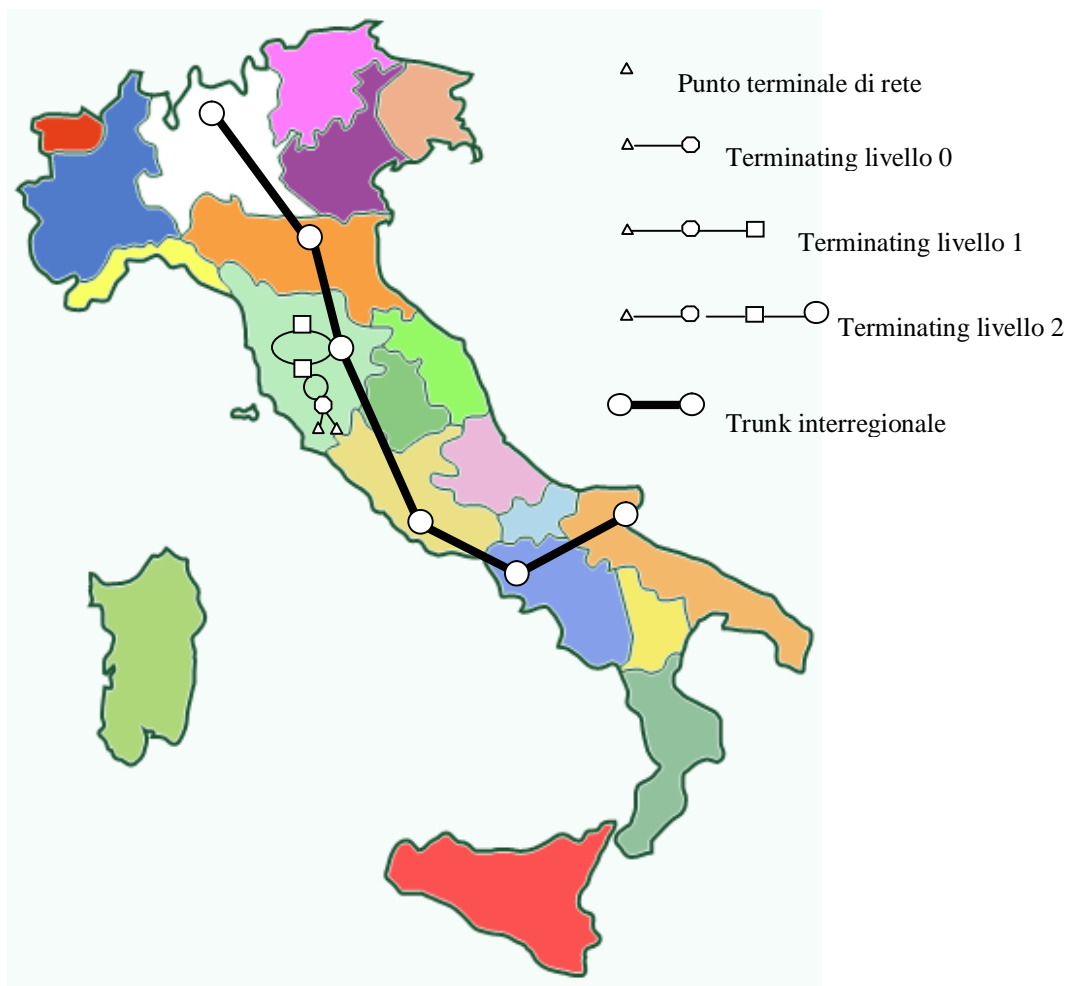 Punto terminale di rete
Terminating livello 0
Terminating livello 1
Terminating livello 2
Trunk interregionale